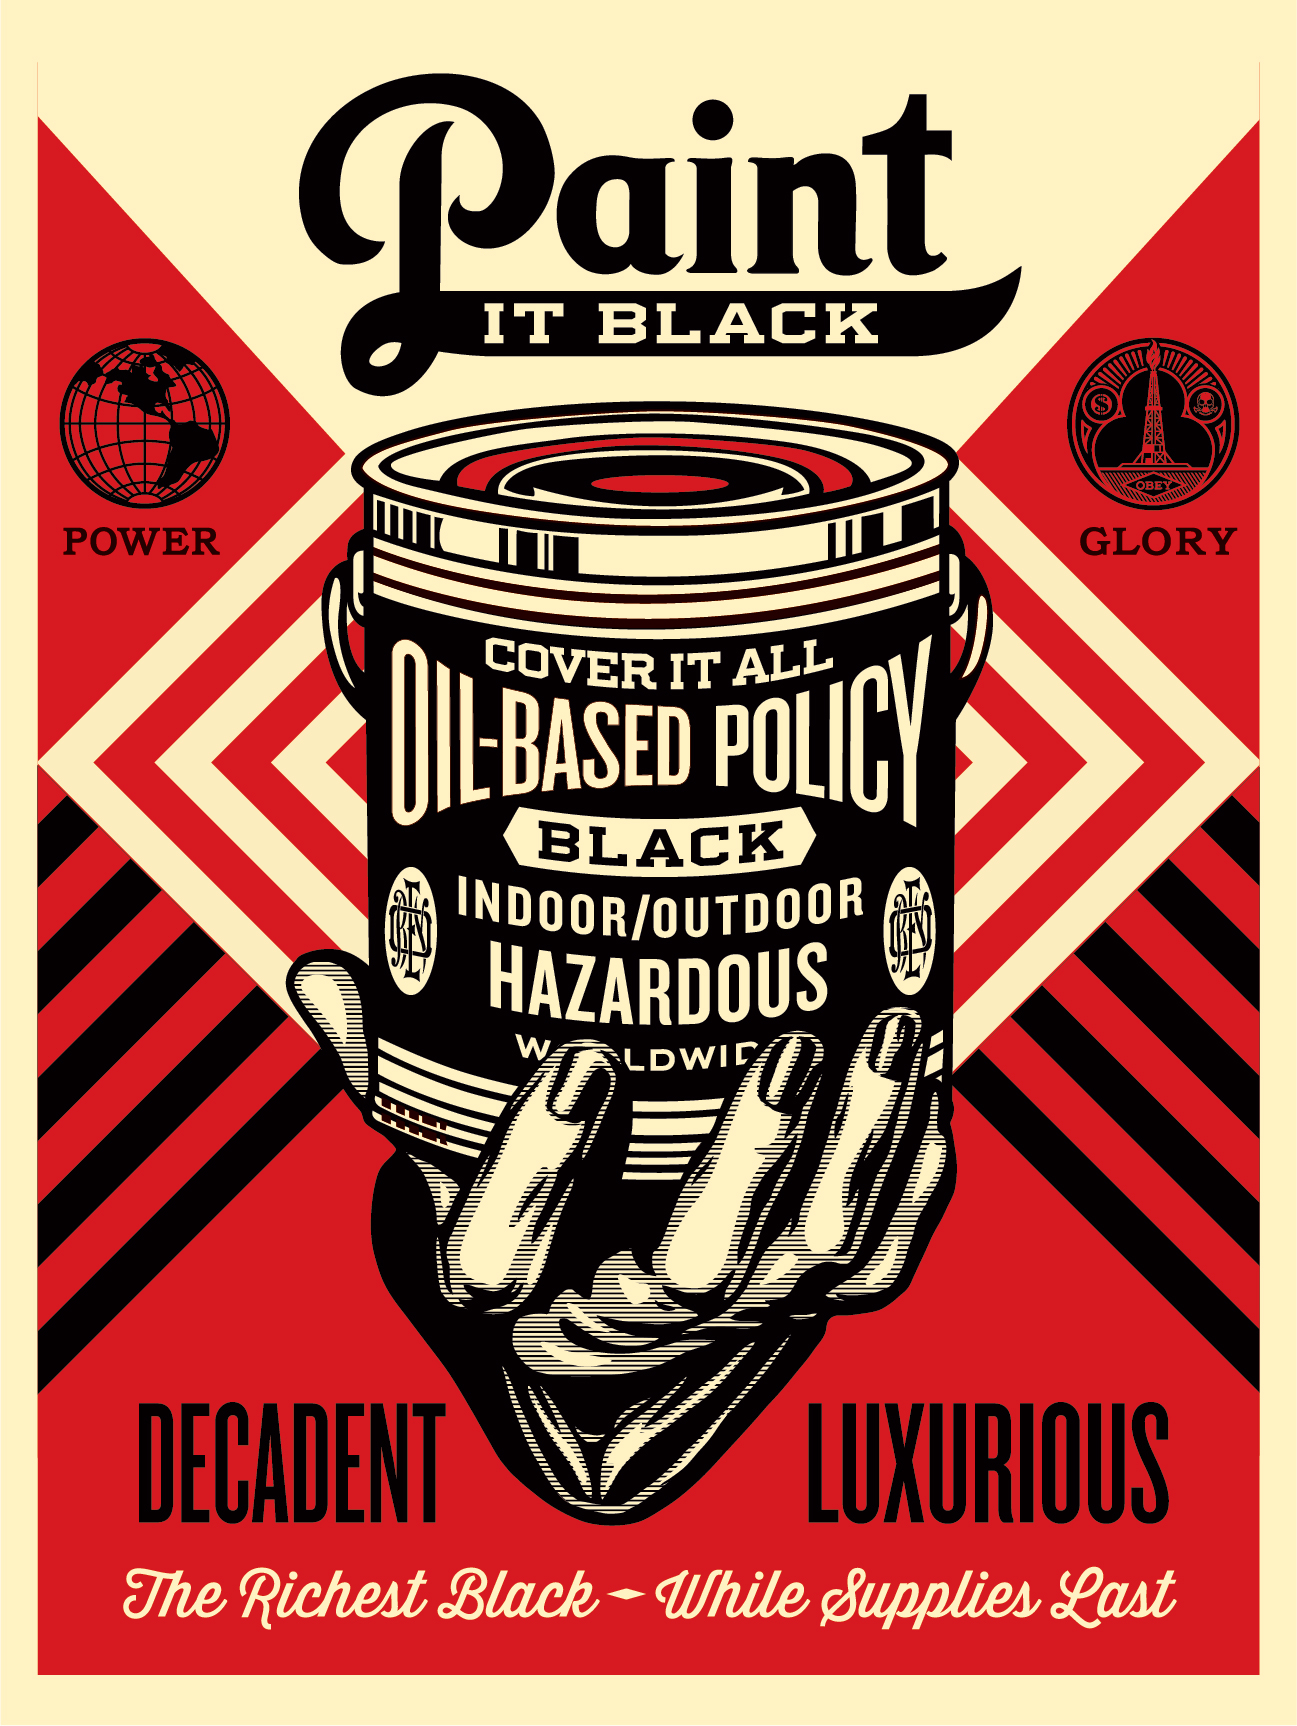 Paint
IT BLACK
POWER
GLORY
$
OBEY
COVER IT ALL
OIL-BASED POLICY
BLACK
INDOOR/OUTDOOR
HAZARDOUS
WORLDWIDE
DECADENT
LUXURIOUS
The Richest Black - While Supplies Last